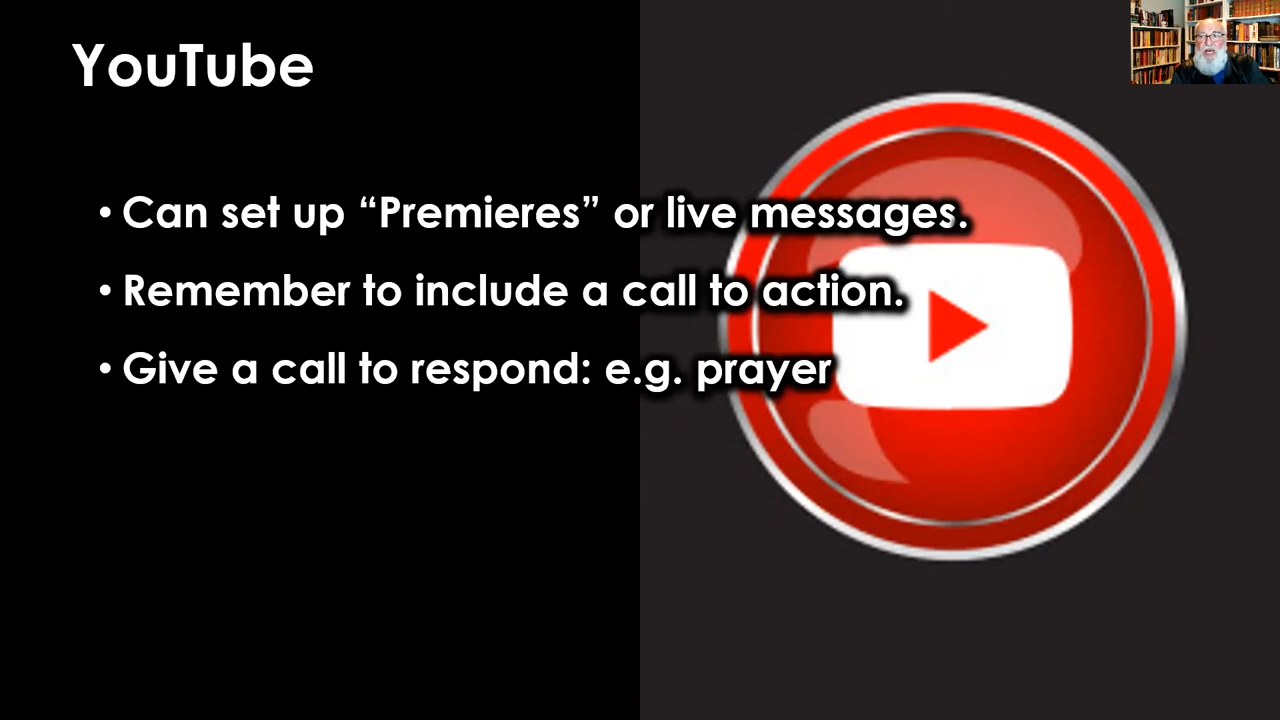 YouTube
• Can set up “Premieres” or live messages.
• Remember to include a call to action.
• Give a call to respond: e.g. prayer